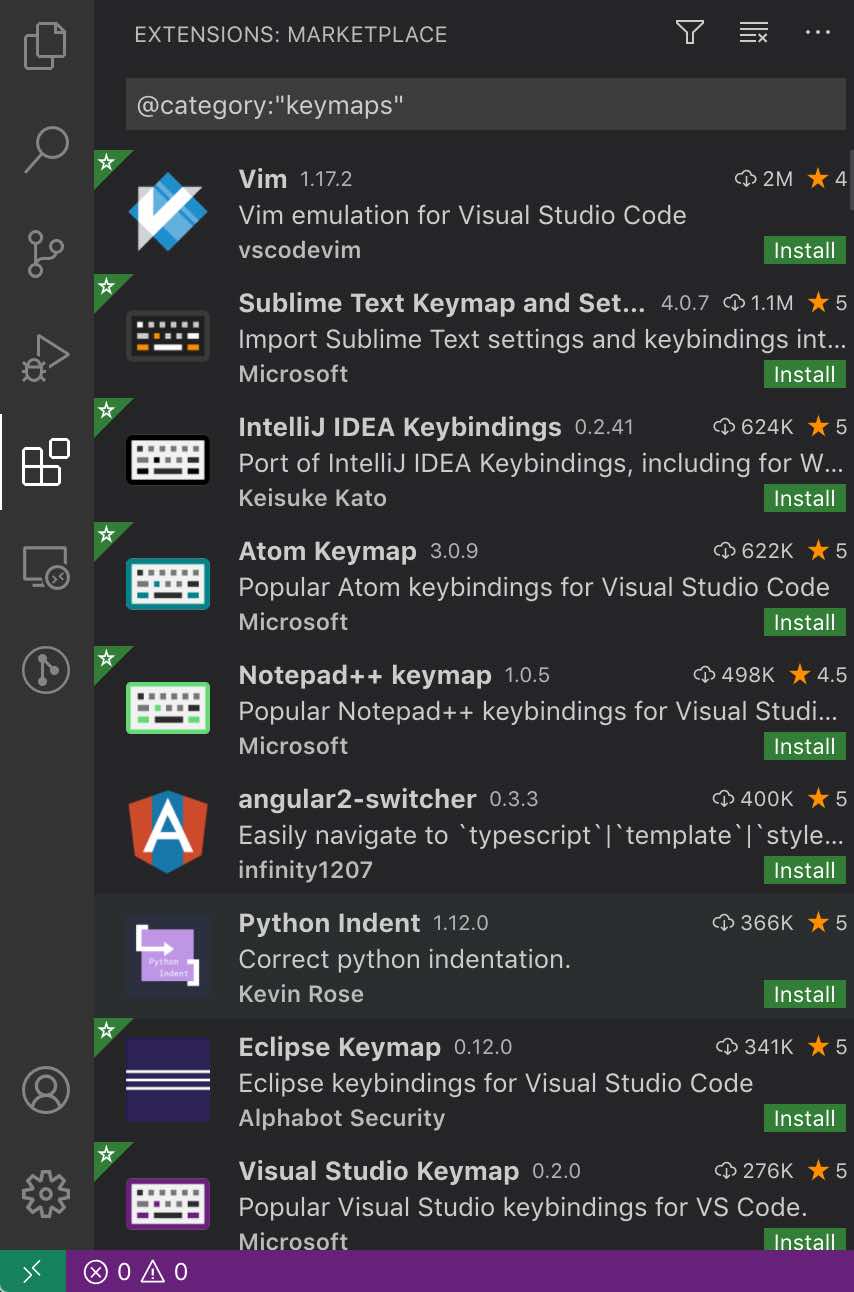 EXTENSIONS: MARKETPLACE
@category:"keymaps"
Vim 1.17.2 2M 4
Vim emulation for Visual Studio Code
vscodevim Install
Sublime Text Keymap and Set... 4.0.7 1.1M 5
Import Sublime Text settings and keybindings int...
Microsoft Install
IntelliJ IDEA Keybindings 0.2.41 624K 5
Port of IntelliJ IDEA Keybindings, including for W...
Keisuke Kato Install
Atom Keymap 3.0.9 622K 5
Popular Atom keybindings for Visual Studio Code
Microsoft Install
Notepad++ keymap 1.0.5 498K 4.5
Popular Notepad++ keybindings for Visual Studi...
Microsoft Install
angular2-switcher 0.3.3 400K 5
Easily navigate to `typescript`|`template`|`style...
infinity1207 Install
Python Indent 1.12.0 366K 5
Python
Indent
Correct python indentation.
Kevin Rose Install
Eclipse Keymap 0.12.0 341K 5
Eclipse keybindings for Visual Studio Code
Alphabot Security Install
Visual Studio Keymap 0.2.0 276K 5
Popular Visual Studio keybindings for VS Code.
Microsoft Install
0 0